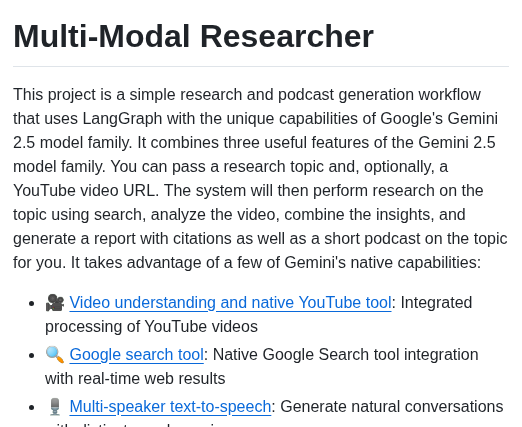 Multi-Modal Researcher
This project is a simple research and podcast generation workflow
that uses LangGraph with the unique capabilities of Google's Gemini
2.5 model family. It combines three useful features of the Gemini 2.5
model family. You can pass a research topic and, optionally, a
YouTube video URL. The system will then perform research on the
topic using search, analyze the video, combine the insights, and
generate a report with citations as well as a short podcast on the topic
for you. It takes advantage of a few of Gemini's native capabilities:
• 🎥 Video understanding and native YouTube tool: Integrated
processing of YouTube videos
• 🔍 Google search tool: Native Google Search tool integration
with real-time web results
• 🎙️ Multi-speaker text-to-speech: Generate natural conversations